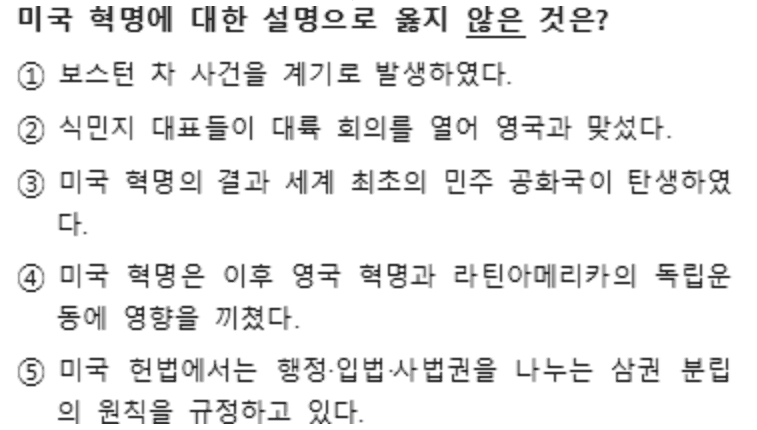 미국 혁명에 대한 설명으로 옳지 않은 것은?
① 보스턴 차 사건을 계기로 발생하였다.
② 식민지 대표들이 대륙 회의를 열어 영국과 맞섰다.
③ 미국 혁명의 결과 세계 최초의 민주 공화국이 탄생하였
다.
④ 미국 혁명은 이후 영국 혁명과 라틴아메리카의 독립운
동에 영향을 끼쳤다.
⑤ 미국 헌법에서는 행정·입법·사법권을 나누는 삼권 분립
의 원칙을 규정하고 있다.